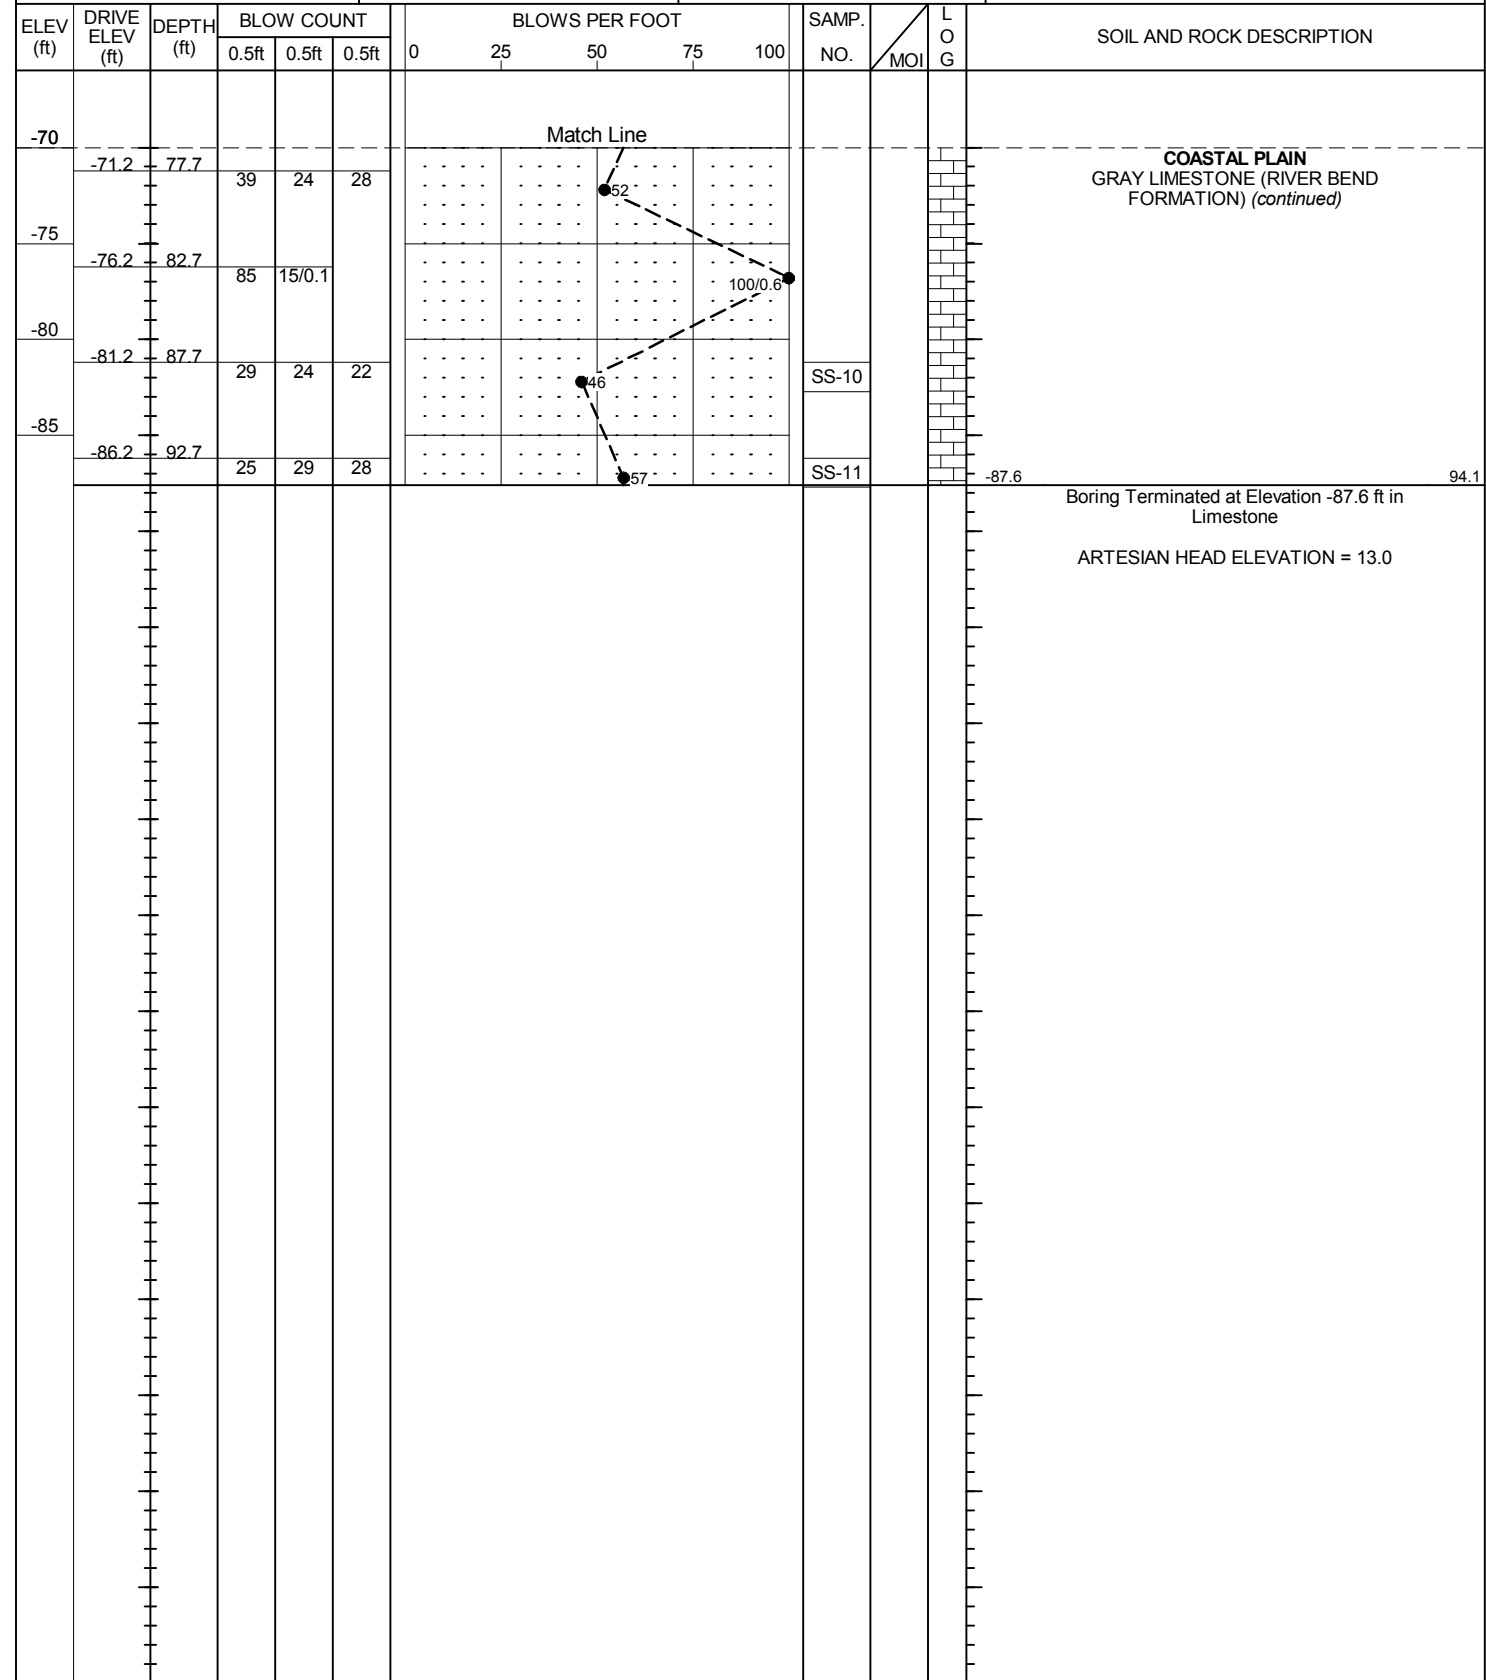 ELEV (ft) DRIVE ELEV (ft) DEPTH (ft) BLOW COUNT BLOWS PER FOOT SAMP. NO. MOI L O G SOIL AND ROCK DESCRIPTION
0.5ft 0.5ft 0.5ft 0 25 50 75 100
-70 Match Line
-71.2 77.7 39 24 28 52
COASTAL PLAIN
GRAY LIMESTONE (RIVER BEND
FORMATION) (continued)
-75
-76.2 82.7 85 15/0.1 100/0.6
-80
-81.2 87.7 29 24 22 46 SS-10
-85
-86.2 92.7 25 29 28 57 SS-11
-87.6 94.1
Boring Terminated at Elevation -87.6 ft in
Limestone
ARTESIAN HEAD ELEVATION = 13.0